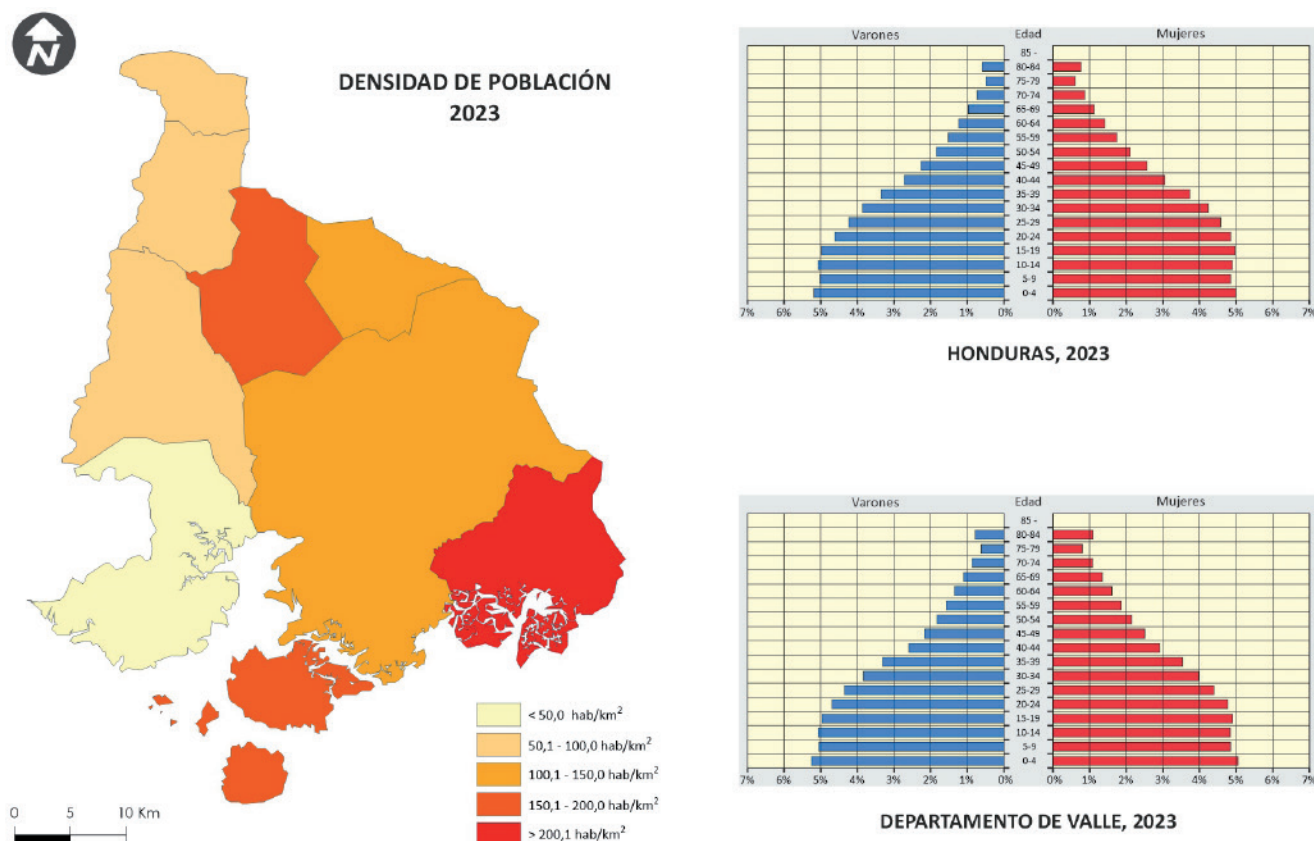 N
DENSIDAD DE POBLACIÓN
2023
< 50,0 hab/km²
50,1 - 100,0 hab/km²
100,1 - 150,0 hab/km²
150,1 - 200,0 hab/km²
> 200,1 hab/km²
0 5 10 Km
Varones Edad Mujeres
85 -
80-84
75-79
70-74
65-69
60-64
55-59
50-54
45-49
40-44
35-39
30-34
25-29
20-24
15-19
10-14
5-9
0-4
7% 6% 5% 4% 3% 2% 1% 0% 0% 1% 2% 3% 4% 5% 6% 7%
HONDURAS, 2023
Varones Edad Mujeres
85 -
80-84
75-79
70-74
65-69
60-64
55-59
50-54
45-49
40-44
35-39
30-34
25-29
20-24
15-19
10-14
5-9
0-4
7% 6% 5% 4% 3% 2% 1% 0% 0% 1% 2% 3% 4% 5% 6% 7%
DEPARTAMENTO DE VALLE, 2023